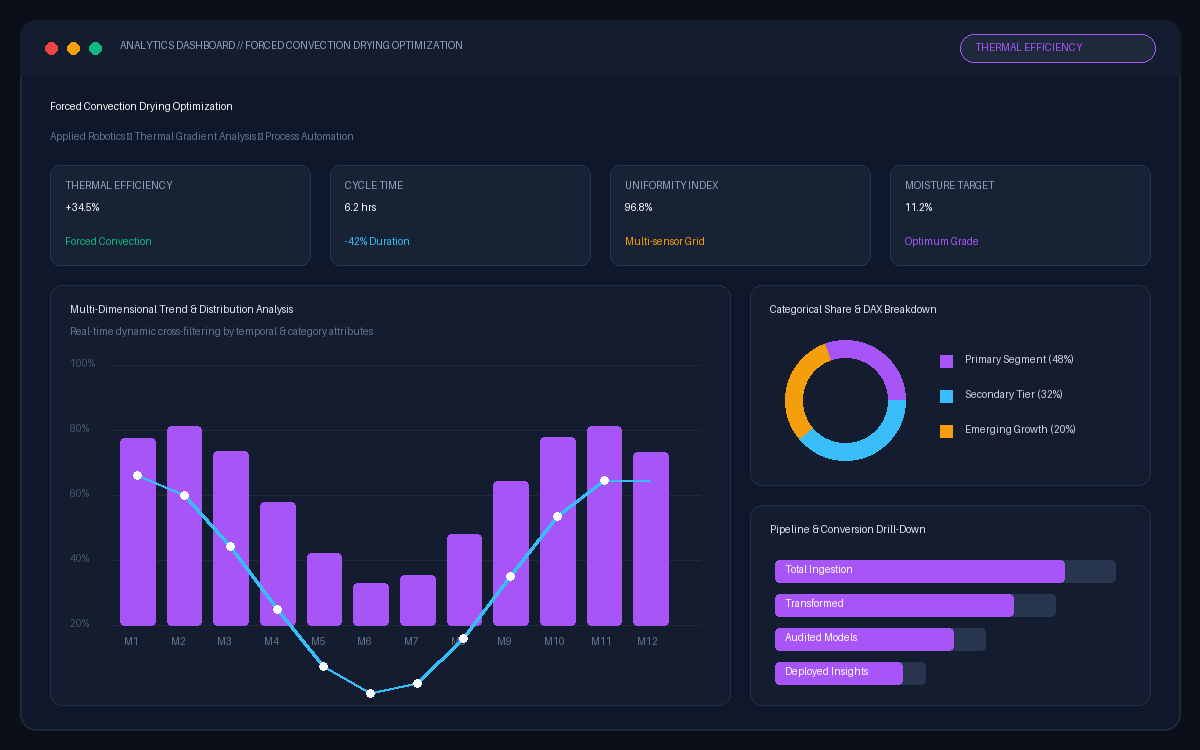 ANALYTICS DASHBOARD // FORCED CONVECTION DRYING OPTIMIZATION
THERMAL EFFICIENCY
Forced Convection Drying Optimization
Applied Robotics ▯ Thermal Gradient Analysis ▯ Process Automation
THERMAL EFFICIENCY
+34.5%
Forced Convection
CYCLE TIME
6.2 hrs
-42% Duration
UNIFORMITY INDEX
96.8%
Multi-sensor Grid
MOISTURE TARGET
11.2%
Optimum Grade
Multi-Dimensional Trend & Distribution Analysis
Real-time dynamic cross-filtering by temporal & category attributes
100%
80%
60%
40%
20%
M1 M2 M3 M4 M5 M6 M7 M8 M9 M10 M11 M12
Categorical Share & DAX Breakdown
Primary Segment (48%)
Secondary Tier (32%)
Emerging Growth (20%)
Pipeline & Conversion Drill-Down
Total Ingestion
Transformed
Audited Models
Deployed Insights